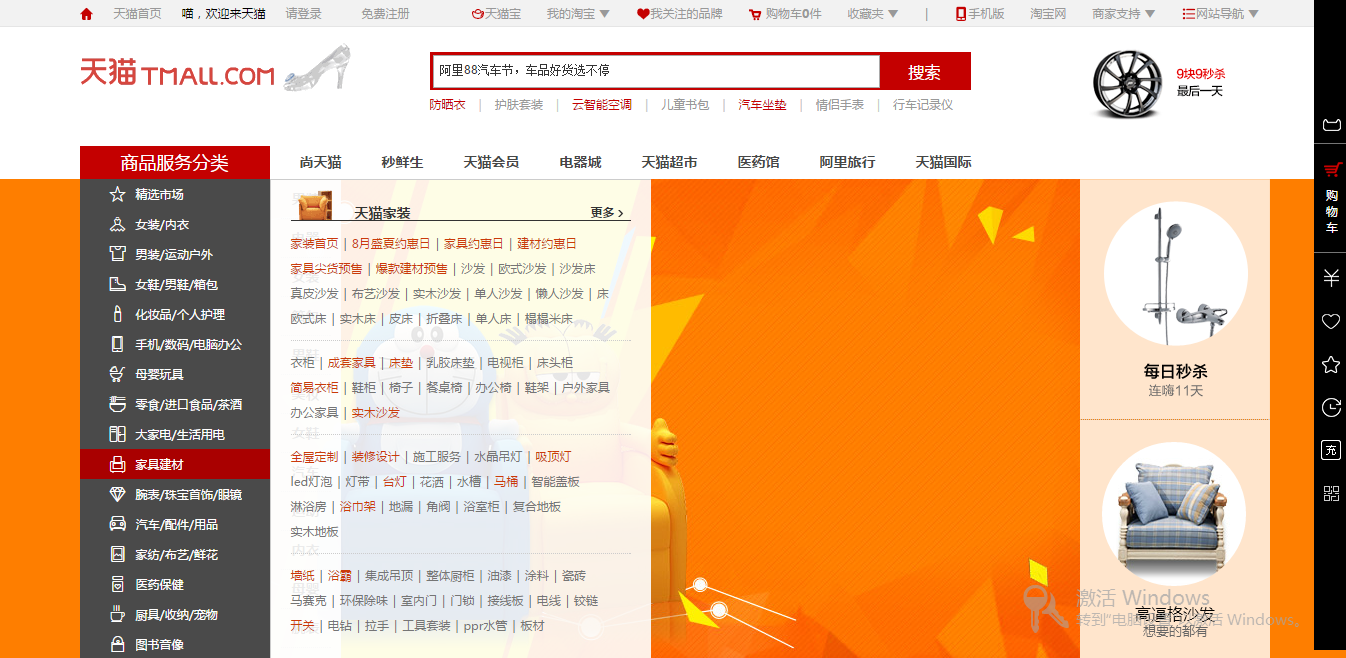 天猫首页 喵，欢迎来天猫 请登录 免费注册 天猫宝 我的淘宝 我关注的品牌 购物车0件 收藏夹 | 手机版 淘宝网 商家支持 网站导航
天猫 TMALL.COM
阿里88汽车节，车品好货选不停 搜索
防晒衣 | 护肤套装 | 云智能空调 | 儿童书包 | 汽车坐垫 | 情侣手表 | 行车记录仪
9块9秒杀
最后一天
商品服务分类 尚天猫 秒鲜生 天猫会员 电器城 天猫超市 医药馆 阿里旅行 天猫国际
精选市场
女装/内衣
男装/运动户外
女鞋/男鞋/箱包
化妆品/个人护理
手机/数码/电脑办公
母婴玩具
零食/进口食品/茶酒
大家电/生活用电
家具建材
腕表/珠宝首饰/眼镜
汽车/配件/用品
家纺/布艺/鲜花
医药保健
厨具/收纳/宠物
图书音像
天猫家装 更多
家装首页 | 8月盛夏约惠日 | 家具约惠日 | 建材约惠日
家具尖货预售 | 爆款建材预售 | 沙发 | 欧式沙发 | 沙发床
真皮沙发 | 布艺沙发 | 实木沙发 | 单人沙发 | 懒人沙发 | 床
欧式床 | 实木床 | 皮床 | 折叠床 | 单人床 | 榻榻米床
衣柜 | 成套家具 | 床垫 | 乳胶床垫 | 电视柜 | 床头柜
简易衣柜 | 鞋柜 | 椅子 | 餐桌椅 | 办公椅 | 鞋架 | 户外家具
办公家具 | 实木沙发
女鞋
全屋定制 | 装修设计 | 施工服务 | 水晶吊灯 | 吸顶灯
led灯泡 | 灯带 | 台灯 | 花洒 | 水槽 | 马桶 | 智能盖板
淋浴房 | 浴巾架 | 地漏 | 角阀 | 浴室柜 | 复合地板
实木地板
内衣
墙纸 | 浴霸 | 集成吊顶 | 整体厨柜 | 油漆 | 涂料 | 瓷砖
马赛克 | 环保除味 | 室内门 | 门锁 | 接线板 | 电线 | 铰链
开关 | 电钻 | 拉手 | 工具套装 | ppr水管 | 板材
每日秒杀
连嗨11天
高逼格沙发
想要的都有
激活 Windows
购
物
车
充